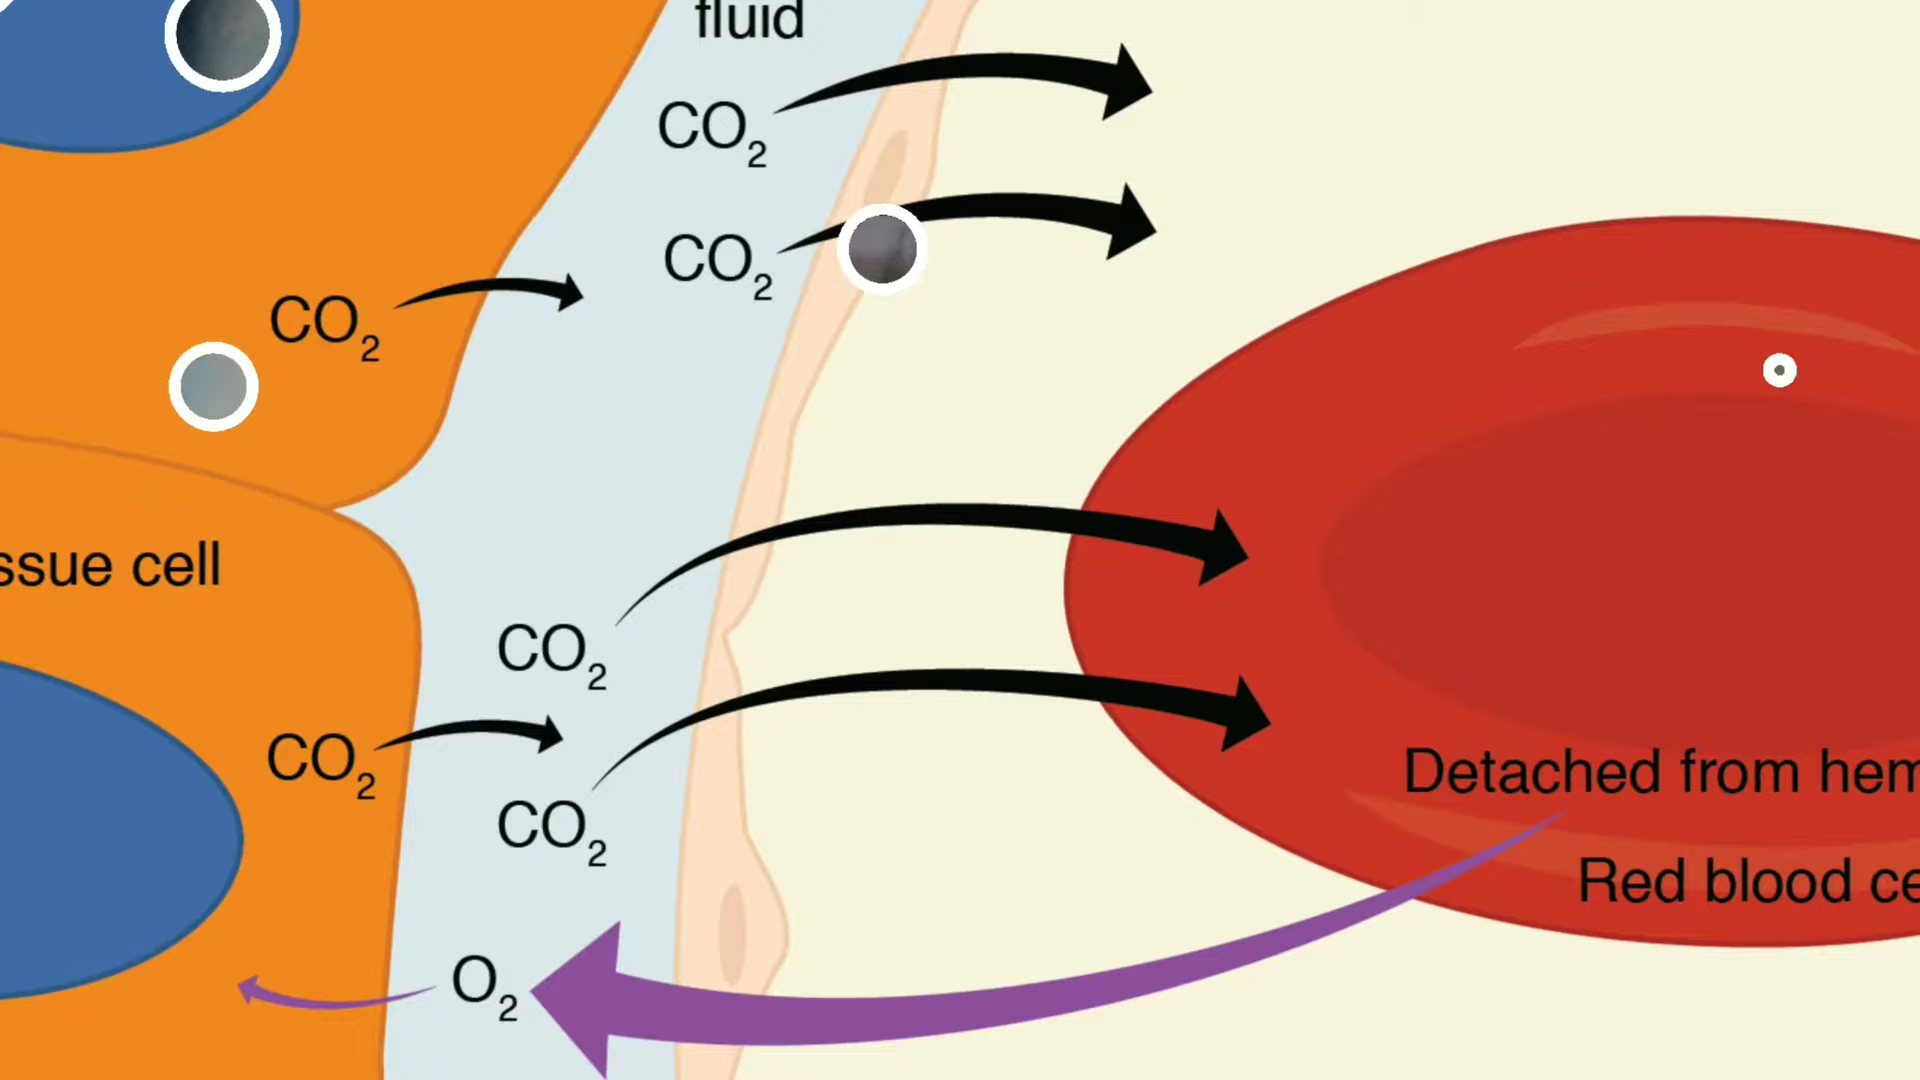 fluid
CO₂
CO₂
CO₂
ssue cell
CO₂
CO₂
Detached from hem
CO₂
Red blood ce
O₂